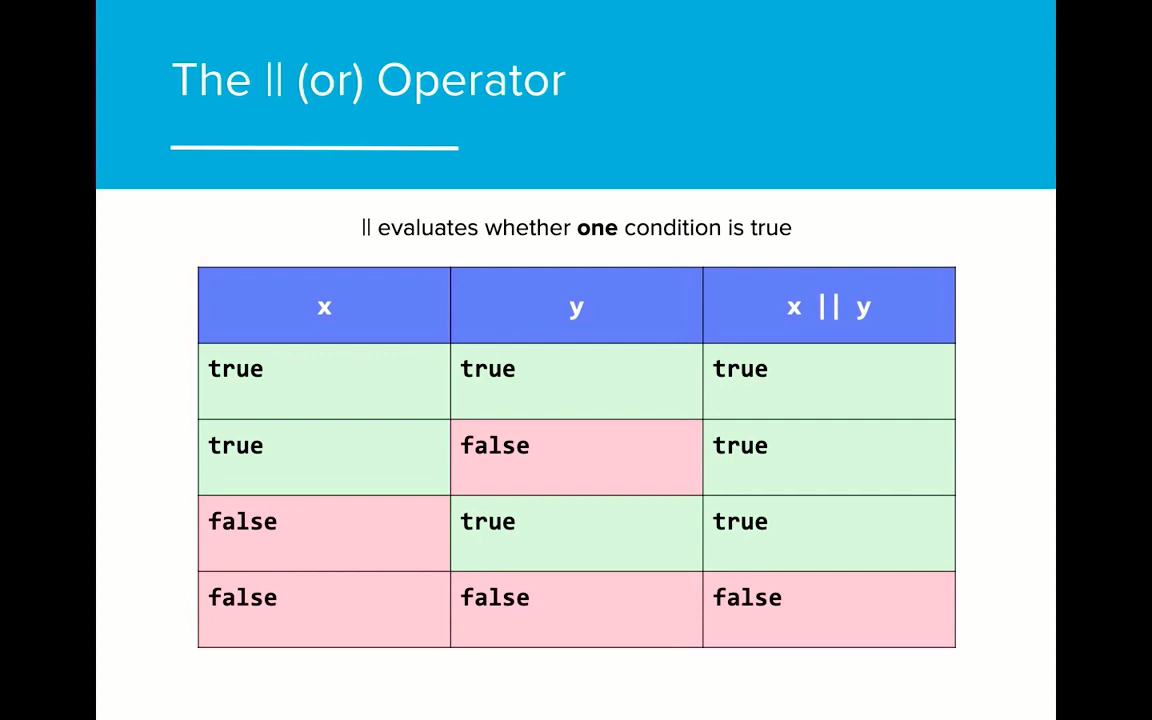 The || (or) Operator
|| evaluates whether one condition is true
x y x || y
true true true
true false true
false true true
false false false